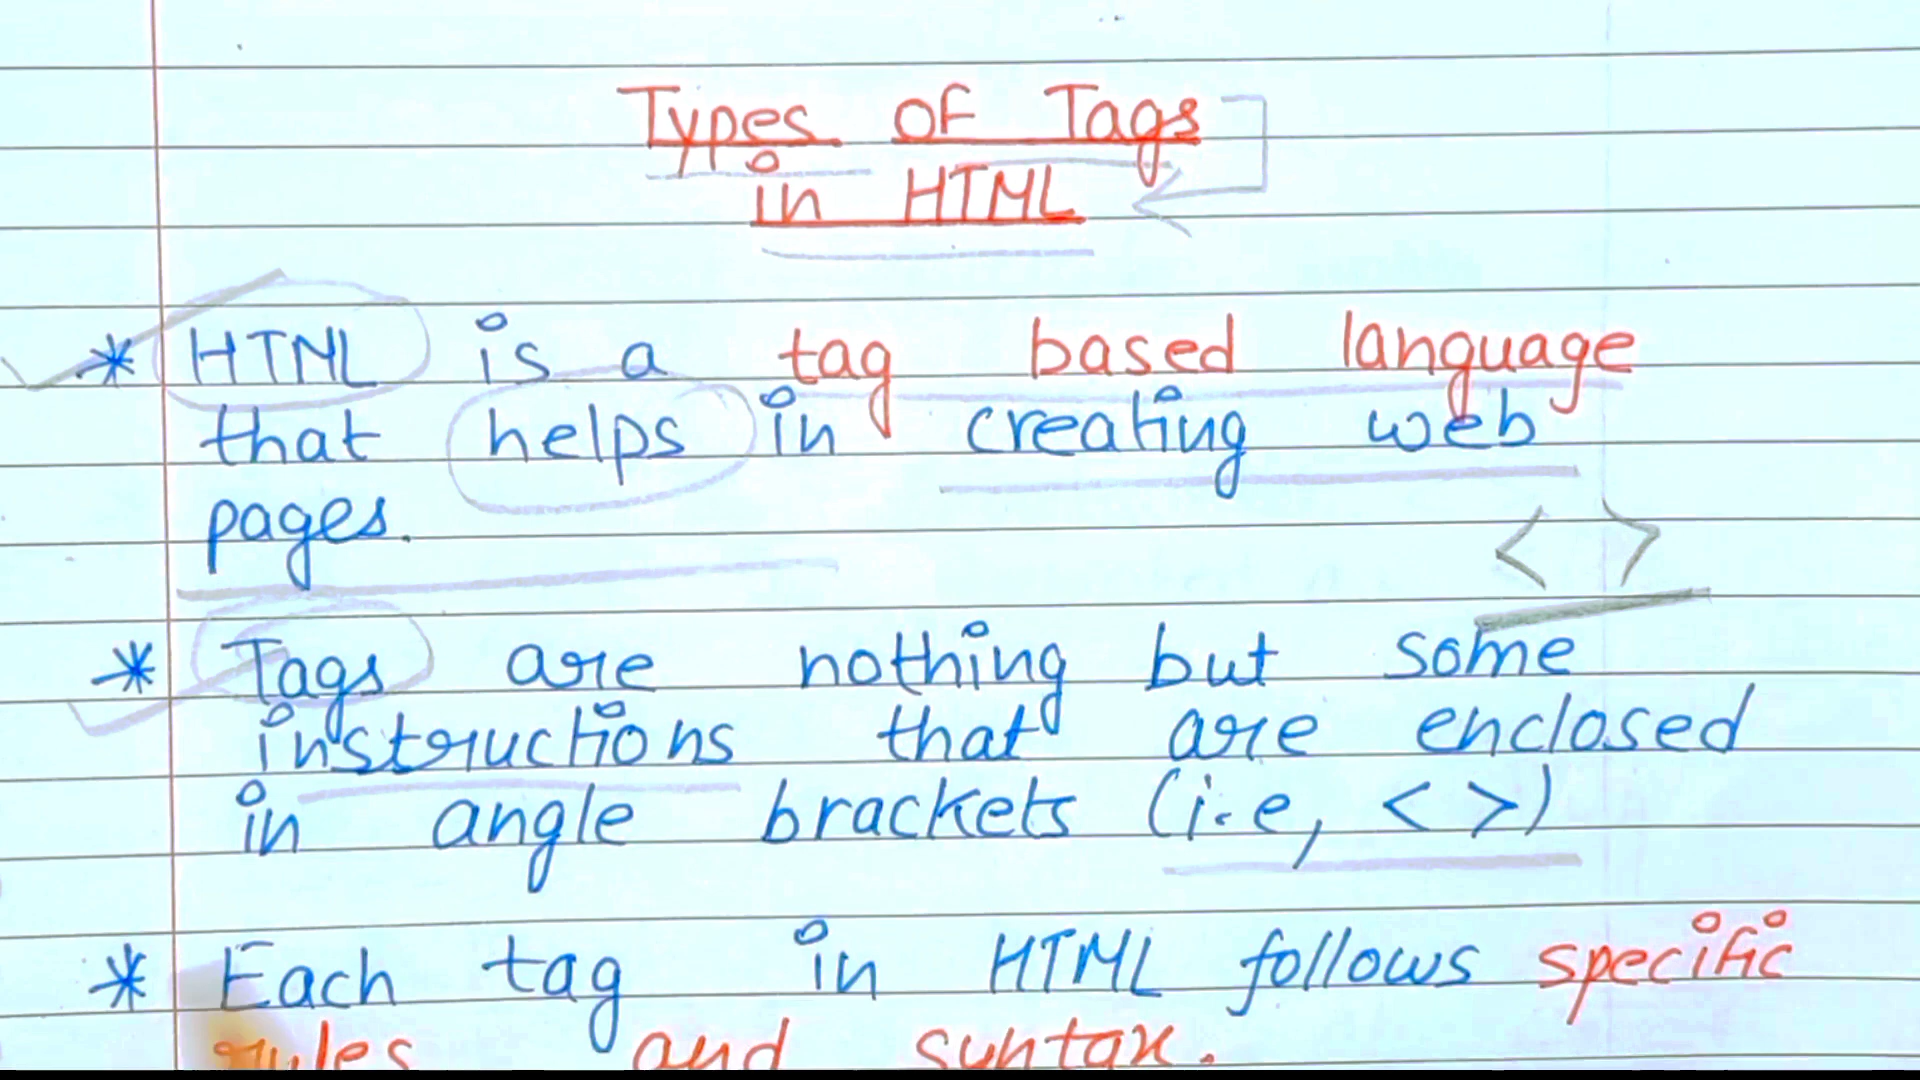 Types of Tags
in HTML
* HTML is a tag based language
that helps in creating web
pages.
< >
* Tags are nothing but some
instructions that are enclosed
in angle brackets (i.e, < >)
* Each tag in HTML follows specific
rules and syntax.